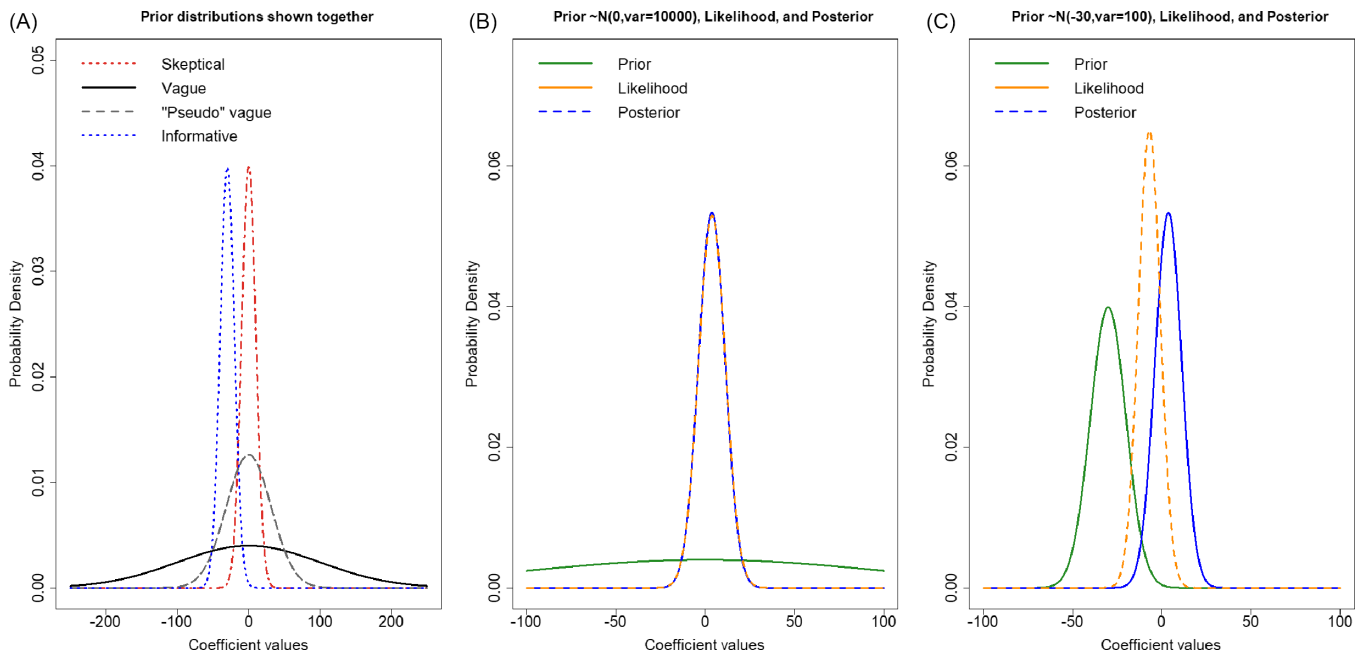 (A)
Prior distributions shown together
Skeptical
Vague
"Pseudo" vague
Informative
Probability Density
0.05
0.04
0.03
0.02
0.01
0.00
-200
-100
0
100
200
Coefficient values
(B)
Prior ~N(0,var=10000), Likelihood, and Posterior
Prior
Likelihood
Posterior
Probability Density
0.06
0.04
0.02
0.00
-100
-50
0
50
100
Coefficient values
(C)
Prior ~N(-30,var=100), Likelihood, and Posterior
Prior
Likelihood
Posterior
Probability Density
0.06
0.04
0.02
0.00
-100
-50
0
50
100
Coefficient values